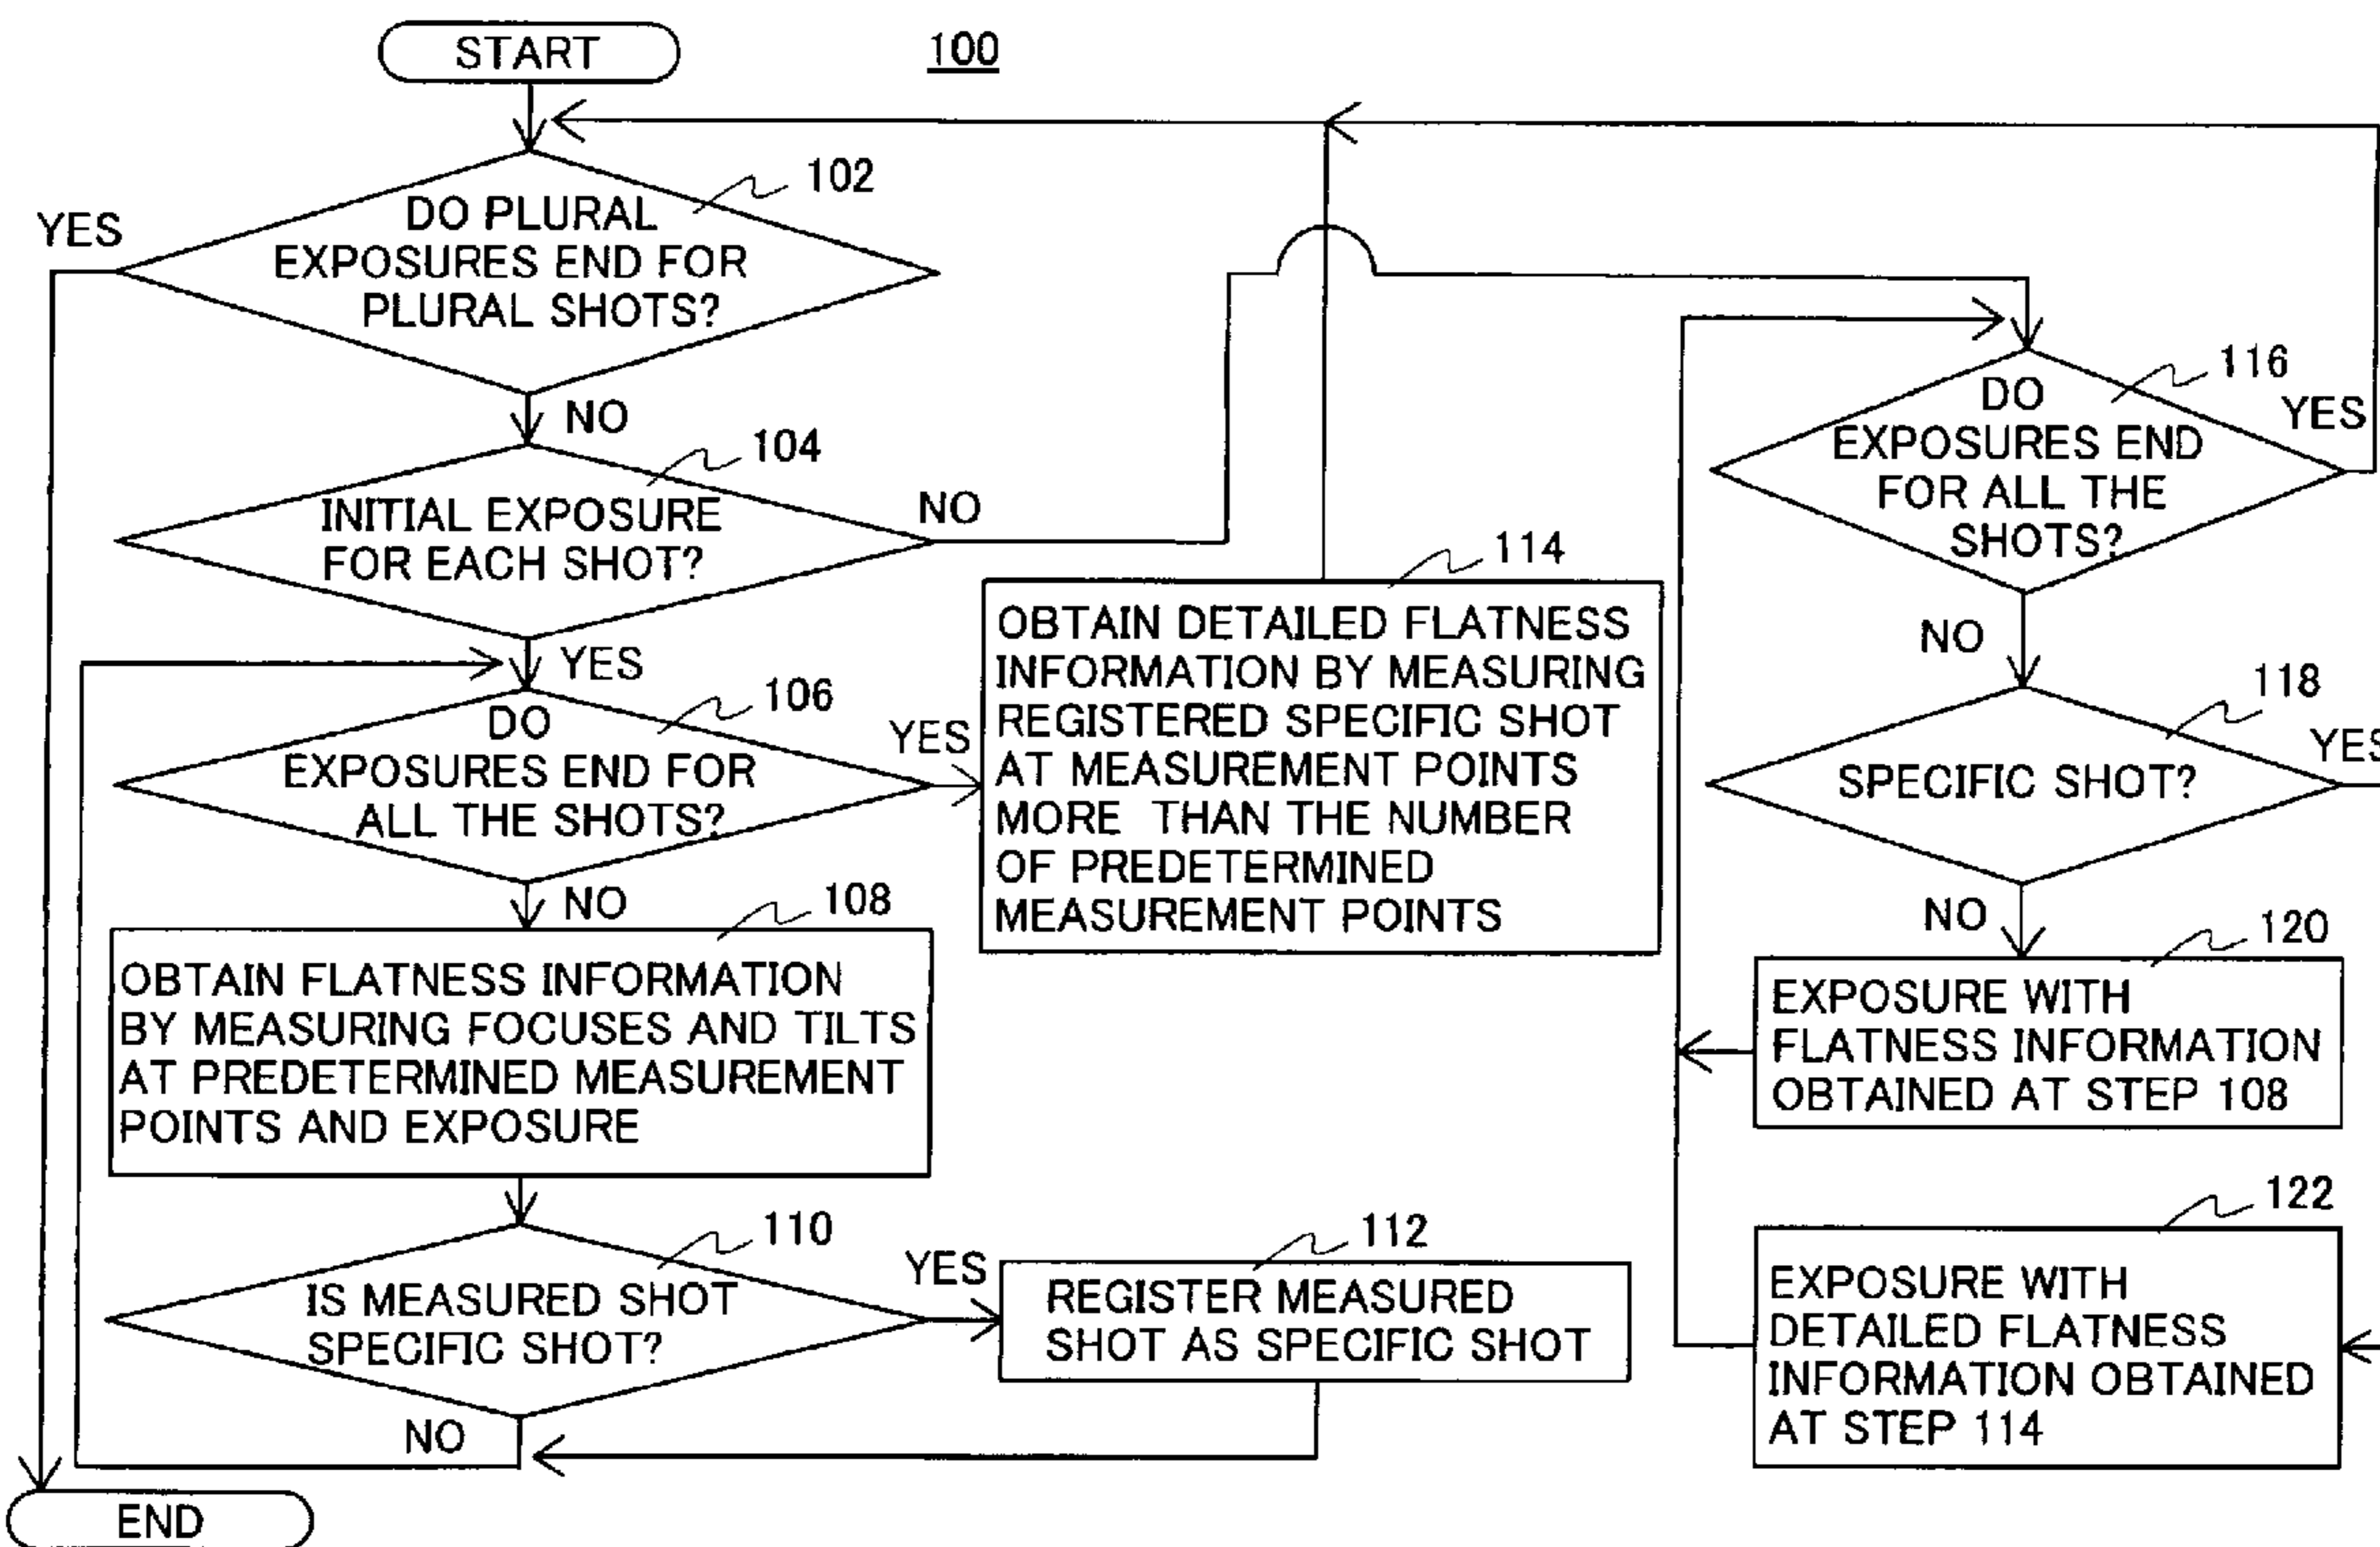 START
100
102
YES
DO PLURAL
EXPOSURES END FOR
PLURAL SHOTS?
NO
104
INITIAL EXPOSURE
FOR EACH SHOT?
NO
YES
106
DO
EXPOSURES END FOR
ALL THE SHOTS?
YES
NO
108
OBTAIN FLATNESS INFORMATION
BY MEASURING FOCUSES AND TILTS
AT PREDETERMINED MEASUREMENT
POINTS AND EXPOSURE
110
IS MEASURED SHOT
SPECIFIC SHOT?
YES
NO
112
REGISTER MEASURED
SHOT AS SPECIFIC SHOT
114
OBTAIN DETAILED FLATNESS
INFORMATION BY MEASURING
REGISTERED SPECIFIC SHOT
AT MEASUREMENT POINTS
MORE THAN THE NUMBER
OF PREDETERMINED
MEASUREMENT POINTS
116
DO
EXPOSURES END
FOR ALL THE
SHOTS?
YES
NO
118
SPECIFIC SHOT?
YES
NO
120
EXPOSURE WITH
FLATNESS INFORMATION
OBTAINED AT STEP 108
122
EXPOSURE WITH
DETAILED FLATNESS
INFORMATION OBTAINED
AT STEP 114
END